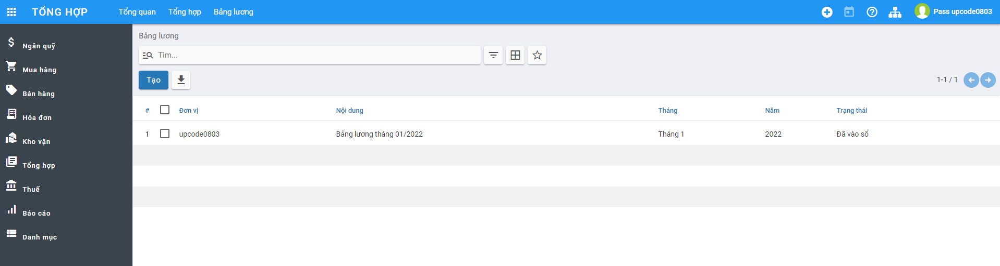 TỔNG HỢP Tổng quan Tổng hợp Bảng lương Pass upcode0803
Ngân quỹ
Mua hàng
Bán hàng
Hóa đơn
Kho vận
Tổng hợp
Thuế
Báo cáo
Danh mục
Bảng lương
Tìm...
Tạo 1-1 / 1
# Đơn vị Nội dung Tháng Năm Trạng thái
1 upcode0803 Bảng lương tháng 01/2022 Tháng 1 2022 Đã vào sổ